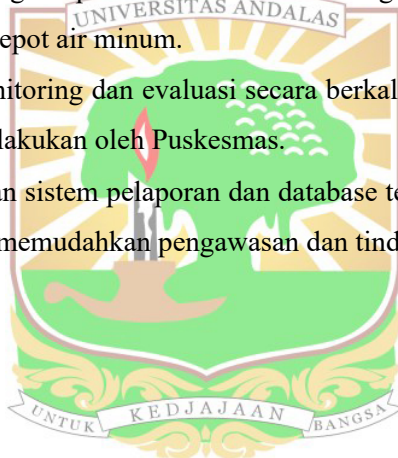 UNIVERSITAS ANDALAS
epot air minum.
nitoring dan evaluasi secara berkal
lakukan oleh Puskesmas.
an sistem pelaporan dan database te
memudahkan pengawasan dan tind
UNTUK KEDJAJAAN BANGSA